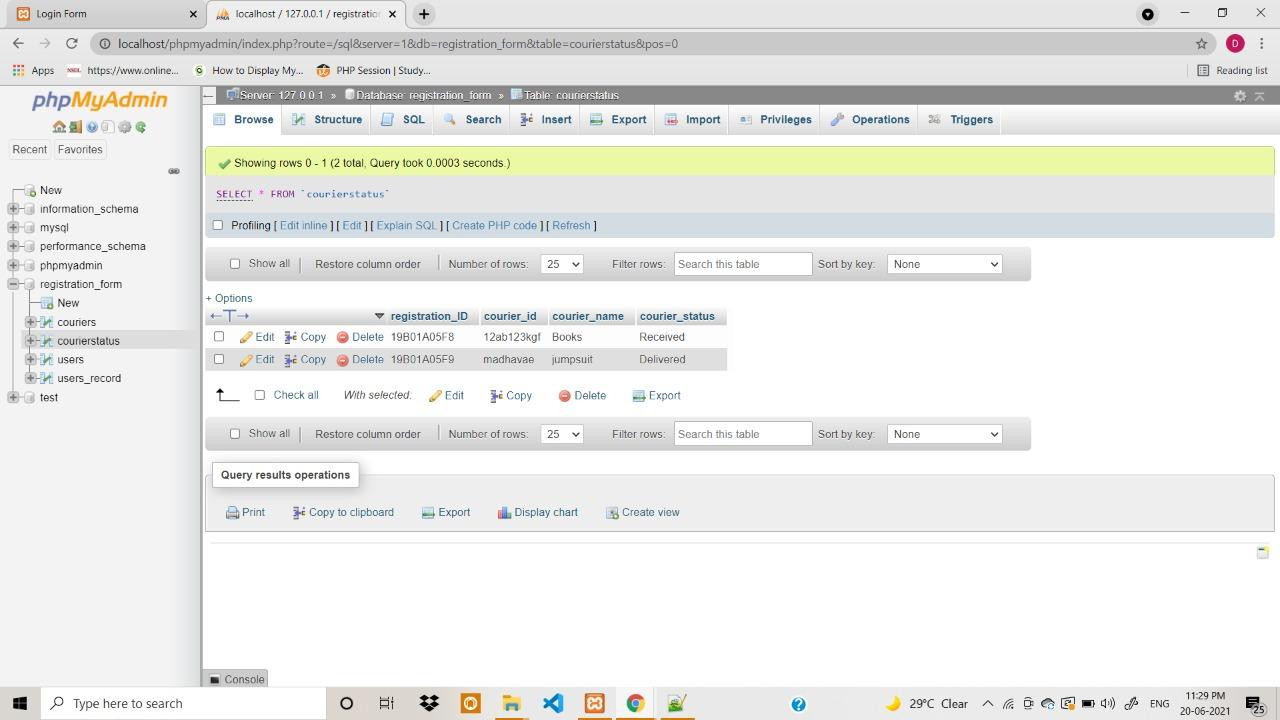 Login Form
localhost / 127.0.0.1 / registratio
localhost/phpmyadmin/index.php?route=/sql&server=1&db=registration_form&table=courierstatus&pos=0
D
Apps
NSDL
https://www.online...
How to Display My...
PHP Session | Study...
Reading list
phpMyAdmin
Recent
Favorites
New
information_schema
mysql
performance_schema
phpmyadmin
registration_form
New
couriers
courierstatus
users
users_record
test
Server: 127.0.0.1 » Database: registration_form » Table: courierstatus
Browse Structure SQL Search Insert Export Import Privileges Operations Triggers
Showing rows 0 - 1 (2 total, Query took 0.0003 seconds.)
SELECT * FROM `courierstatus`
Profiling [ Edit inline ] [ Edit ] [ Explain SQL ] [ Create PHP code ] [ Refresh ]
Show all Restore column order Number of rows: 25 Filter rows: Search this table Sort by key: None
+ Options
registration_ID courier_id courier_name courier_status
Edit Copy Delete 19B01A05F8 12ab123kgf Books Received
Edit Copy Delete 19B01A05F9 madhavae jumpsuit Delivered
Check all With selected: Edit Copy Delete Export
Show all Restore column order Number of rows: 25 Filter rows: Search this table Sort by key: None
Query results operations
Print Copy to clipboard Export Display chart Create view
Console
Type here to search
29°C Clear
ENG
11:29 PM
20-06-2021
25